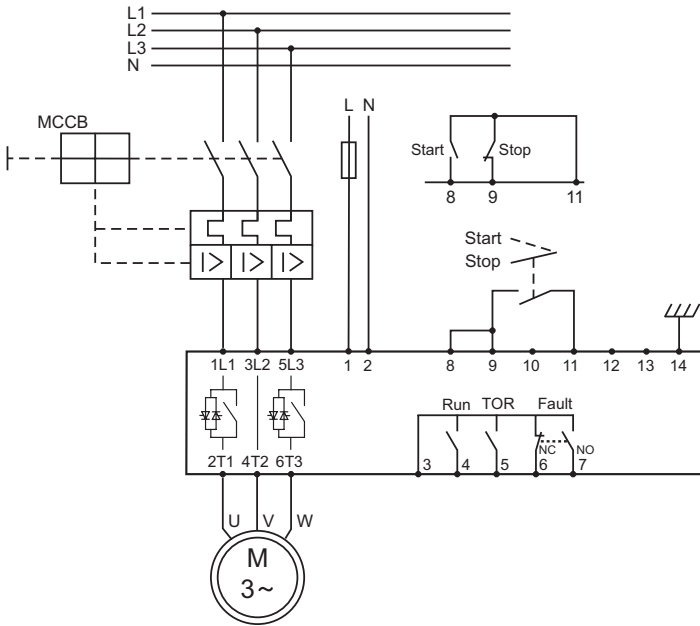 L1
L2
L3
N
MCCB
L N
Start Stop
8 9 11
Start
Stop
I> I> I>
1L1 3L2 5L3 1 2 8 9 10 11 12 13 14
Run TOR Fault
NC NO
2T1 4T2 6T3 3 4 5 6 7
U V W
M
3~